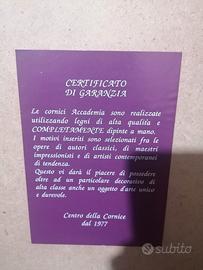 CERTIFICATO
DI GARANZIA
Le cornici Accademia sono realizzate
utilizzando legni di alta qualità e
COMPLETAMENTE dipinte a mano.
I motivi inseriti sono selezionati fra le
opere di autori classici, di maestri
impressionisti e di artisti contemporanei
di tendenza.
Questo vi darà il piacere di possedere
oltre ad un particolare decorativo di
alta classe anche un oggetto d'arte unico
e durevole.
Centro della Cornice
dal 1977
subito